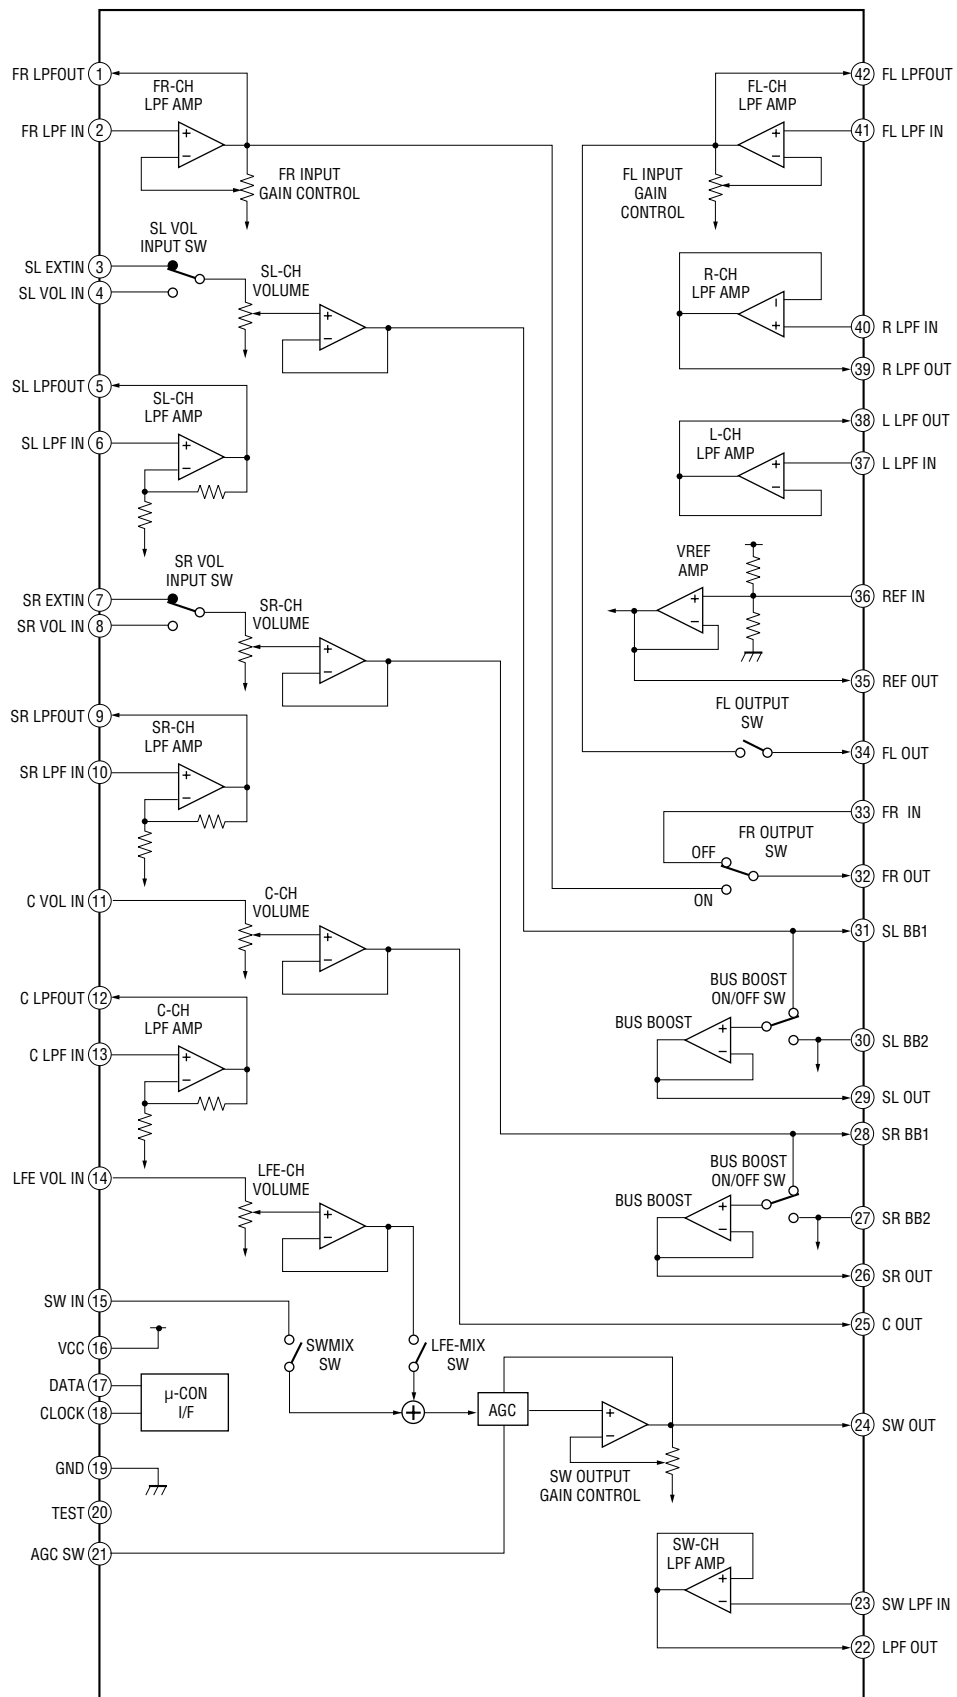 FR LPFOUT 1
FR-CH
LPF AMP
FR LPF IN 2
+
−
FR INPUT
GAIN CONTROL
SL VOL
INPUT SW
SL EXTIN 3
SL VOL IN 4
SL-CH
VOLUME
+
−
SL LPFOUT 5
SL-CH
LPF AMP
SL LPF IN 6
+
−
SR VOL
INPUT SW
SR EXTIN 7
SR VOL IN 8
SR-CH
VOLUME
+
−
SR LPFOUT 9
SR-CH
LPF AMP
SR LPF IN 10
+
−
C VOL IN 11
C-CH
VOLUME
+
−
C LPFOUT 12
C-CH
LPF AMP
C LPF IN 13
+
−
LFE VOL IN 14
LFE-CH
VOLUME
+
−
SW IN 15
SWMIX
SW
LFE-MIX
SW
VCC 16
DATA 17
CLOCK 18
μ-CON
I/F
+
AGC
+
−
SW OUTPUT
GAIN CONTROL
GND 19
TEST 20
AGC SW 21
42 FL LPFOUT
FL-CH
LPF AMP
41 FL LPF IN
+
−
FL INPUT
GAIN
CONTROL
R-CH
LPF AMP
−
+
40 R LPF IN
39 R LPF OUT
38 L LPF OUT
L-CH
LPF AMP
37 L LPF IN
+
−
VREF
AMP
+
−
36 REF IN
35 REF OUT
FL OUTPUT
SW
34 FL OUT
33 FR IN
FR OUTPUT
SW
OFF
32 FR OUT
ON
31 SL BB1
BUS BOOST
ON/OFF SW
BUS BOOST
+
−
30 SL BB2
29 SL OUT
28 SR BB1
BUS BOOST
ON/OFF SW
BUS BOOST
+
−
27 SR BB2
26 SR OUT
25 C OUT
24 SW OUT
SW-CH
LPF AMP
+
−
23 SW LPF IN
22 LPF OUT